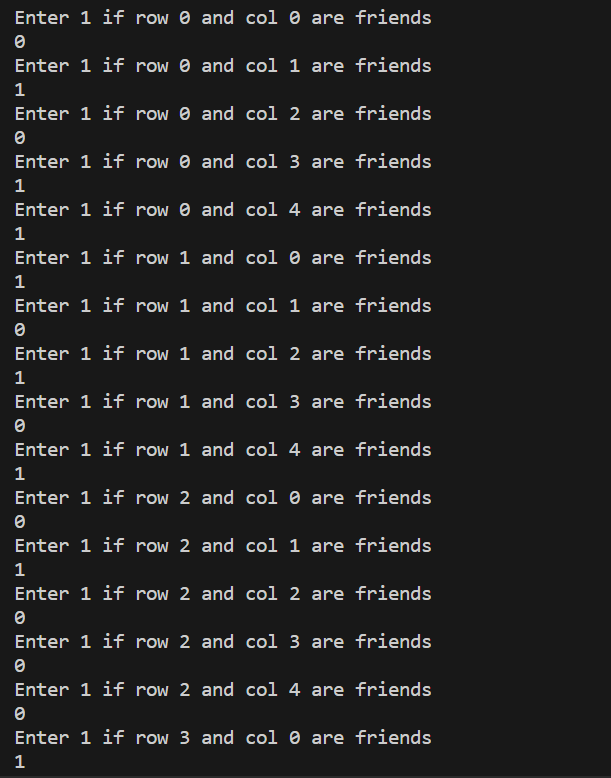 Enter 1 if row 0 and col 0 are friends
0
Enter 1 if row 0 and col 1 are friends
1
Enter 1 if row 0 and col 2 are friends
0
Enter 1 if row 0 and col 3 are friends
1
Enter 1 if row 0 and col 4 are friends
1
Enter 1 if row 1 and col 0 are friends
1
Enter 1 if row 1 and col 1 are friends
0
Enter 1 if row 1 and col 2 are friends
1
Enter 1 if row 1 and col 3 are friends
0
Enter 1 if row 1 and col 4 are friends
1
Enter 1 if row 2 and col 0 are friends
0
Enter 1 if row 2 and col 1 are friends
1
Enter 1 if row 2 and col 2 are friends
0
Enter 1 if row 2 and col 3 are friends
0
Enter 1 if row 2 and col 4 are friends
0
Enter 1 if row 3 and col 0 are friends
1